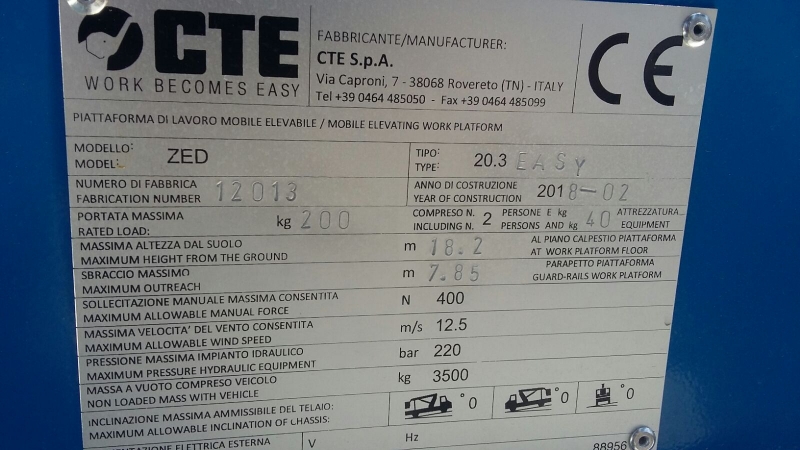 CTE
WORK BECOMES EASY
FABBRICANTE/MANUFACTURER:
CTE S.p.A.
Via Caproni, 7 - 38068 Rovereto (TN) - ITALY
Tel +39 0464 485050 - Fax +39 0464 485099
CE
PIATTAFORMA DI LAVORO MOBILE ELEVABILE / MOBILE ELEVATING WORK PLATFORM
MODELLO:
MODEL:
ZED
TIPO:
TYPE:
20.3 EASY
NUMERO DI FABBRICA
FABRICATION NUMBER
12013
ANNO DI COSTRUZIONE
YEAR OF CONSTRUCTION
2018-02
PORTATA MASSIMA
RATED LOAD:
kg 200
COMPRESO N.
INCLUDING N.
2
PERSONE E kg
PERSONS AND kg
40
ATTREZZATURA
EQUIPMENT
MASSIMA ALTEZZA DAL SUOLO
MAXIMUM HEIGHT FROM THE GROUND
m 18.2
AL PIANO CALPESTIO PIATTAFORMA
AT WORK PLATFORM FLOOR
SBRACCIO MASSIMO
MAXIMUM OUTREACH
m 7.85
PARAPETTO PIATTAFORMA
GUARD-RAILS WORK PLATFORM
SOLLECITAZIONE MANUALE MASSIMA CONSENTITA
MAXIMUM ALLOWABLE MANUAL FORCE
N 400
MASSIMA VELOCITA' DEL VENTO CONSENTITA
MAXIMUM ALLOWABLE WIND SPEED
m/s 12.5
PRESSIONE MASSIMA IMPIANTO IDRAULICO
MAXIMUM PRESSURE HYDRAULIC EQUIPMENT
bar 220
MASSA A VUOTO COMPRESO VEICOLO
NON LOADED MASS WITH VEHICLE
kg 3500
INCLINAZIONE MASSIMA AMMISSIBILE DEL TELAIO:
MAXIMUM ALLOWABLE INCLINATION OF CHASSIS:
°0 °0 °0
ELETTRICA ESTERNA
V
Hz
88956